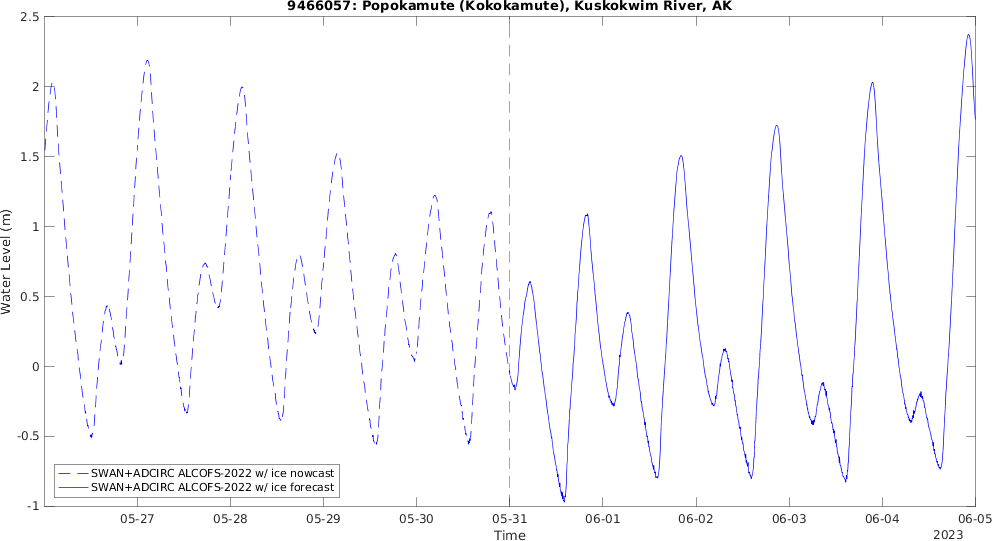 9466057: Popokamute (Kokokamute), Kuskokwim River, AK
2.5
2
1.5
1
0.5
0
-0.5
-1
Water Level (m)
SWAN+ADCIRC ALCOFS-2022 w/ ice nowcast
SWAN+ADCIRC ALCOFS-2022 w/ ice forecast
05-27 05-28 05-29 05-30 05-31 06-01 06-02 06-03 06-04 06-05
Time
2023